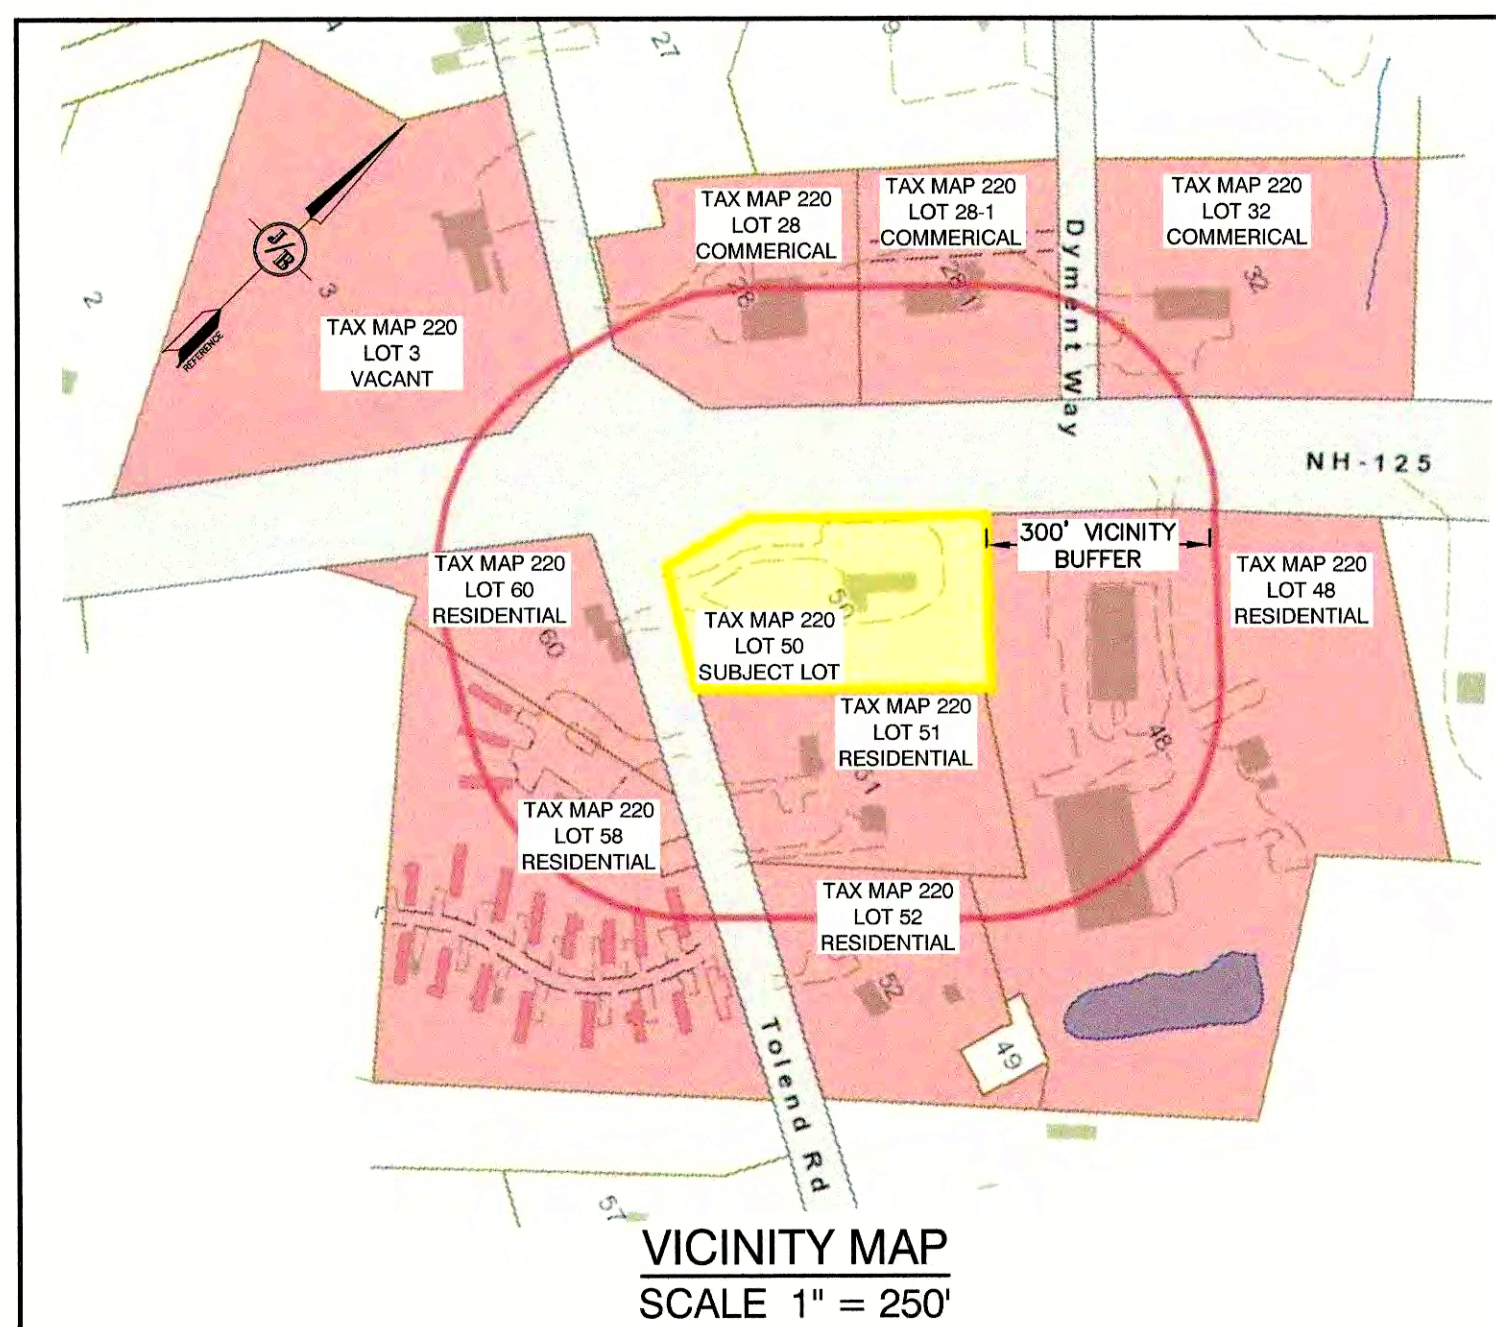 4
27
9
2
3
J/B
REFERENCE
TAX MAP 220
LOT 3
VACANT
TAX MAP 220
LOT 28
COMMERICAL
28
TAX MAP 220
LOT 28-1
COMMERICAL
28-1
Dyment Way
TAX MAP 220
LOT 32
COMMERICAL
32
NH-125
300' VICINITY
BUFFER
TAX MAP 220
LOT 60
RESIDENTIAL
60
50
TAX MAP 220
LOT 50
SUBJECT LOT
TAX MAP 220
LOT 48
RESIDENTIAL
48
TAX MAP 220
LOT 51
RESIDENTIAL
51
TAX MAP 220
LOT 58
RESIDENTIAL
TAX MAP 220
LOT 52
RESIDENTIAL
52
49
Tolend Rd
57
VICINITY MAP
SCALE 1" = 250'